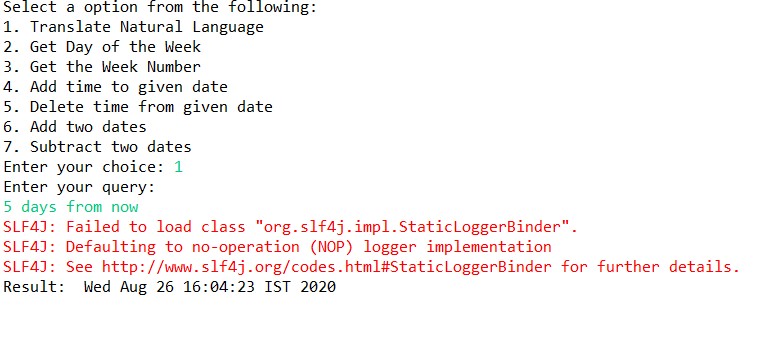 Select a option from the following:
1. Translate Natural Language
2. Get Day of the Week
3. Get the Week Number
4. Add time to given date
5. Delete time from given date
6. Add two dates
7. Subtract two dates
Enter your choice: 1
Enter your query:
5 days from now
SLF4J: Failed to load class "org.slf4j.impl.StaticLoggerBinder".
SLF4J: Defaulting to no-operation (NOP) logger implementation
SLF4J: See http://www.slf4j.org/codes.html#StaticLoggerBinder for further details.
Result:  Wed Aug 26 16:04:23 IST 2020